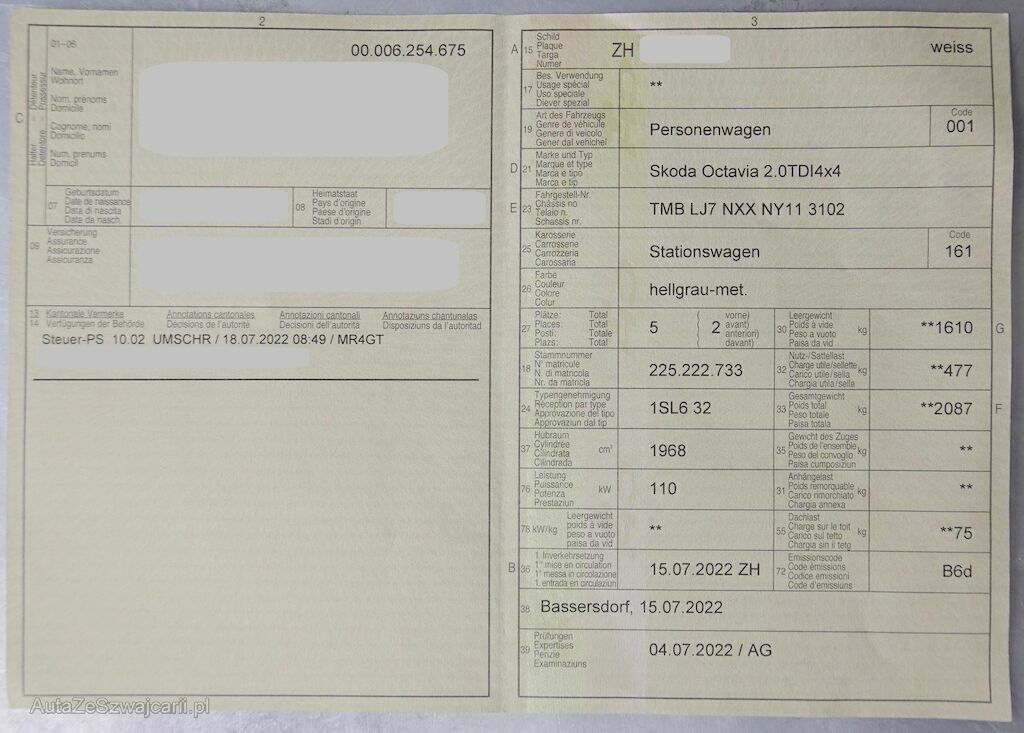 2
01-06
00.006.254.675
C
Halter
Détenteur
Detentore
Possessur
Name, Vornamen
Wohnort
Nom, prénoms
Domicile
Cognome, nomi
Domicilio
Num, prenums
Domicil
07
Geburtsdatum
Date de naissance
Data di nascita
Data da nasch.
08
Heimatstaat
Pays d'origine
Paese d'origine
Stadi d'origin
09
Versicherung
Assurance
Assicurazione
Assicuranza
13 Kantonale Vermerke Annotations cantonales Annotazioni cantonali Annotaziuns chantunalas
14 Verfügungen der Behörde Décisions de l'autorité Decisioni dell'autorità Disposiziuns da l'autoritad
Steuer-PS 10.02 UMSCHR / 18.07.2022 08:49 / MR4GT
3
A 15
Schild
Plaque
Targa
Numer
ZH
weiss
17
Bes. Verwendung
Usage spécial
Uso speciale
Diever spezial
**
19
Art des Fahrzeugs
Genre de véhicule
Genere di veicolo
Gener dal vehichel
Personenwagen
Code
001
D 21
Marke und Typ
Marque et type
Marca e tipo
Marca e tip
Skoda Octavia 2.0TDI4x4
E 23
Fahrgestell-Nr.
Châssis no
Telaio n.
Schassis nr.
TMB LJ7 NXX NY11 3102
25
Karosserie
Carrosserie
Carrozzeria
Carossaria
Stationswagen
Code
161
26
Farbe
Couleur
Colore
Colur
hellgrau-met.
27
Plätze: Total
Places: Total
Posti: Totale
Plazs: Total
5
( vorne)
( 2 avant)
( anteriori)
( davant)
30
Leergewicht
Poids à vide
Peso a vuoto
Paisa da vid
kg
**1610
G
18
Stammnummer
N° matricule
N. di matricola
Nr. da matricla
225.222.733
32
Nutz-/Sattellast
Charge utile/sellette
Carico utile/sella
Chargia utila/sella
kg
**477
24
Typengenehmigung
Réception par type
Approvazione del tipo
Approvaziun dal tip
1SL6 32
33
Gesamtgewicht
Poids total
Peso totale
Paisa totala
kg
**2087
F
37
Hubraum
Cylindrée
Cilindrata
Cilindrada
cm³
1968
35
Gewicht des Zuges
Poids de l'ensemble
Peso del convoglio
Paisa cumposiziun
kg
**
76
Leistung
Puissance
Potenza
Prestaziun
kW
110
31
Anhängelast
Poids remorquable
Carico rimorchiato
Chargia annexa
kg
**
78 kW/kg
Leergewicht
poids à vide
peso a vuoto
paisa da vid
**
55
Dachlast
Charge sur le toit
Carico sul tetto
Chargia sin il tetg
kg
**75
B 36
1. Inverkehrsetzung
1re mise en circulation
1a messa in circolazione
1. entrada en circulaziun
15.07.2022 ZH
72
Emissionscode
Code émissions
Codice emissioni
Code d'emissiuns
B6d
38 Bassersdorf, 15.07.2022
39
Prüfungen
Expertises
Perizie
Examinaziuns
04.07.2022 / AG
AutaZeSzwajcarii.pl